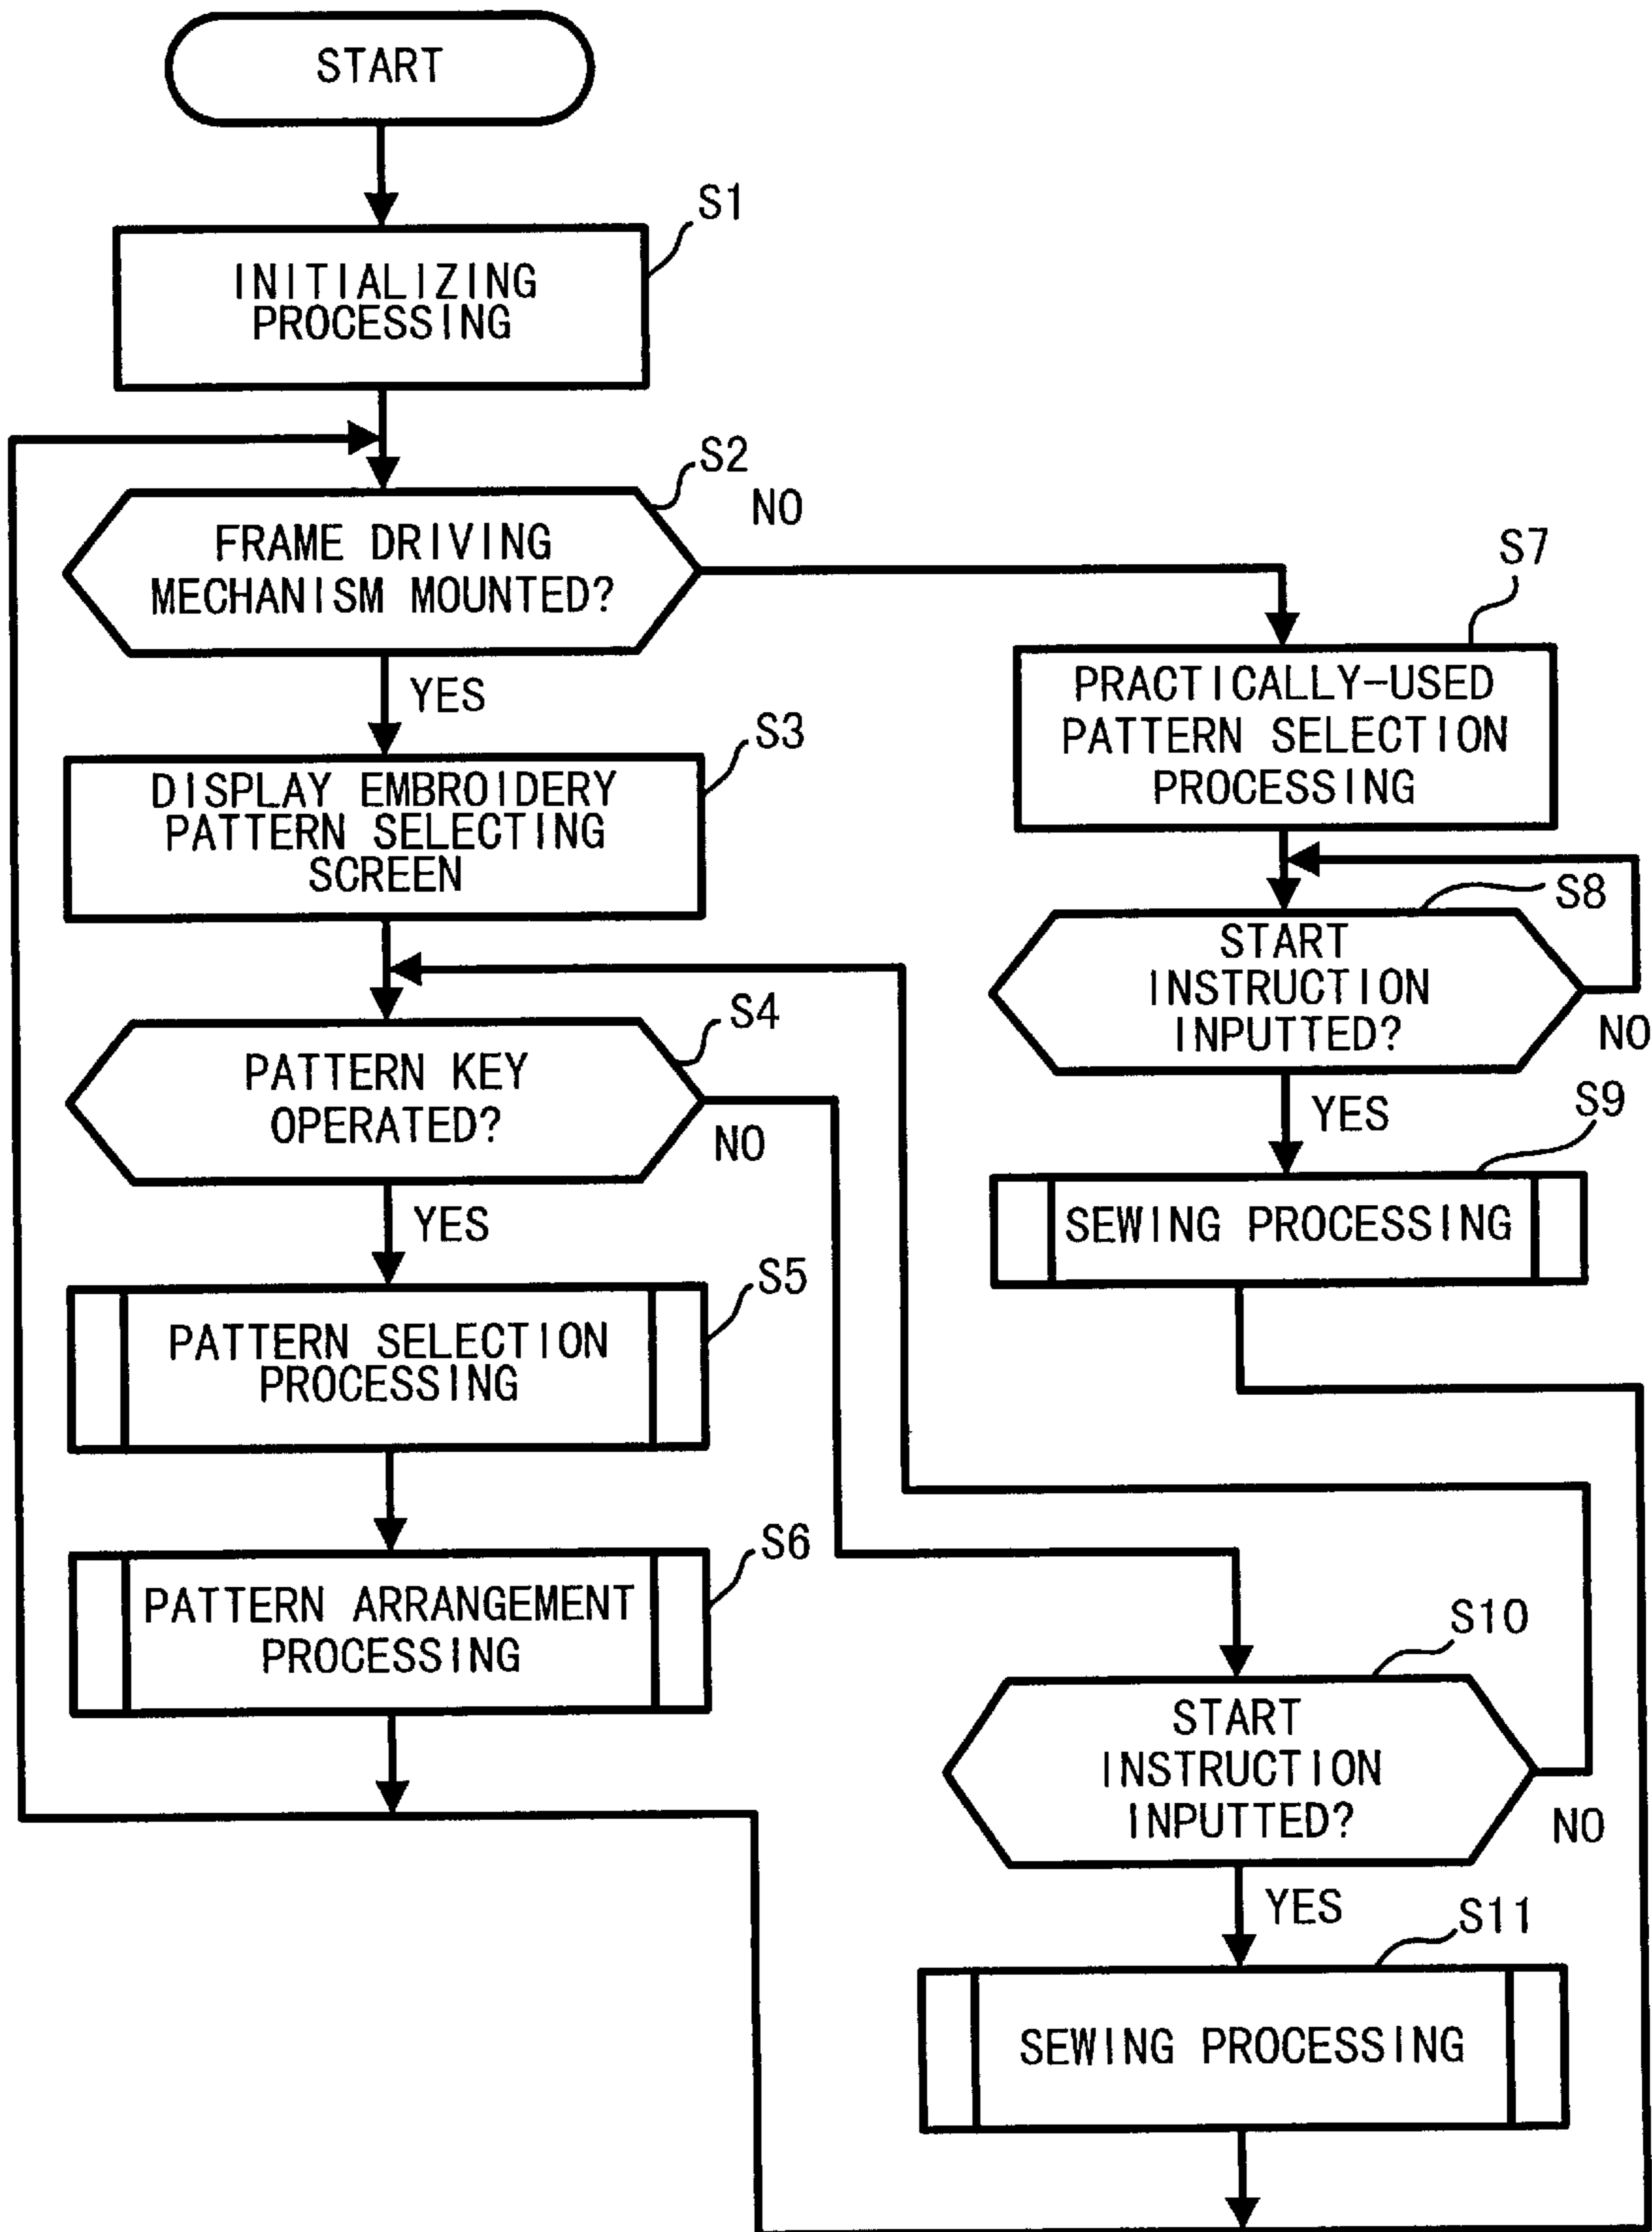 START
S1
INITIALIZING
PROCESSING
S2
NO
FRAME DRIVING
MECHANISM MOUNTED?
YES
S3
DISPLAY EMBROIDERY
PATTERN SELECTING
SCREEN
S4
PATTERN KEY
OPERATED?
NO
YES
S5
PATTERN SELECTION
PROCESSING
S6
PATTERN ARRANGEMENT
PROCESSING
S7
PRACTICALLY-USED
PATTERN SELECTION
PROCESSING
S8
START
INSTRUCTION
INPUTTED?
NO
YES
S9
SEWING PROCESSING
S10
START
INSTRUCTION
INPUTTED?
NO
YES
S11
SEWING PROCESSING